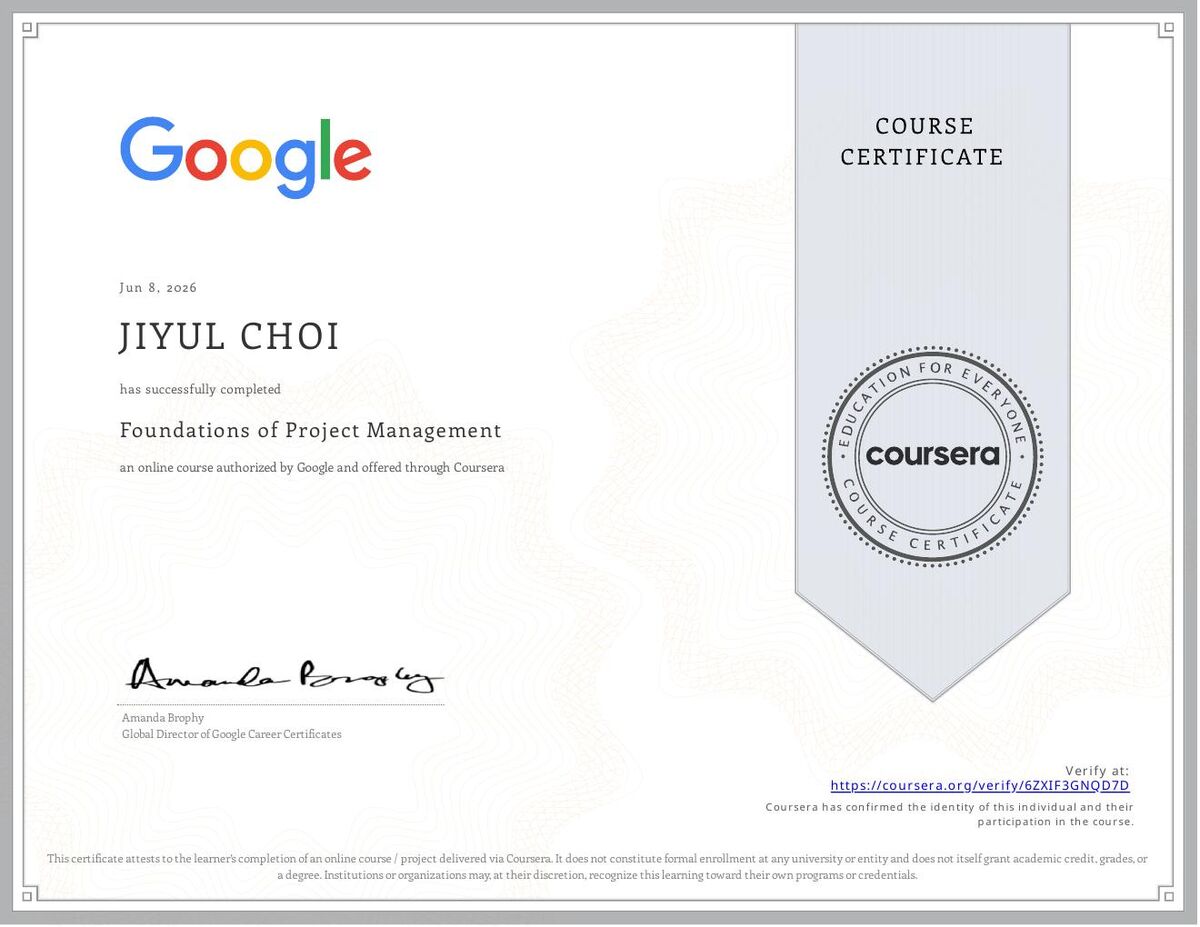 Google
COURSE
CERTIFICATE
Jun 8, 2026
JIYUL CHOI
has successfully completed
Foundations of Project Management
an online course authorized by Google and offered through Coursera
EDUCATION FOR EVERYONE
coursera
COURSE CERTIFICATE
Amanda Brophy
Amanda Brophy
Global Director of Google Career Certificates
Verify at:
https://coursera.org/verify/6ZXIF3GNQD7D
Coursera has confirmed the identity of this individual and their
participation in the course.
This certificate attests to the learner's completion of an online course / project delivered via Coursera. It does not constitute formal enrollment at any university or entity and does not itself grant academic credit, grades, or
a degree. Institutions or organizations may, at their discretion, recognize this learning toward their own programs or credentials.